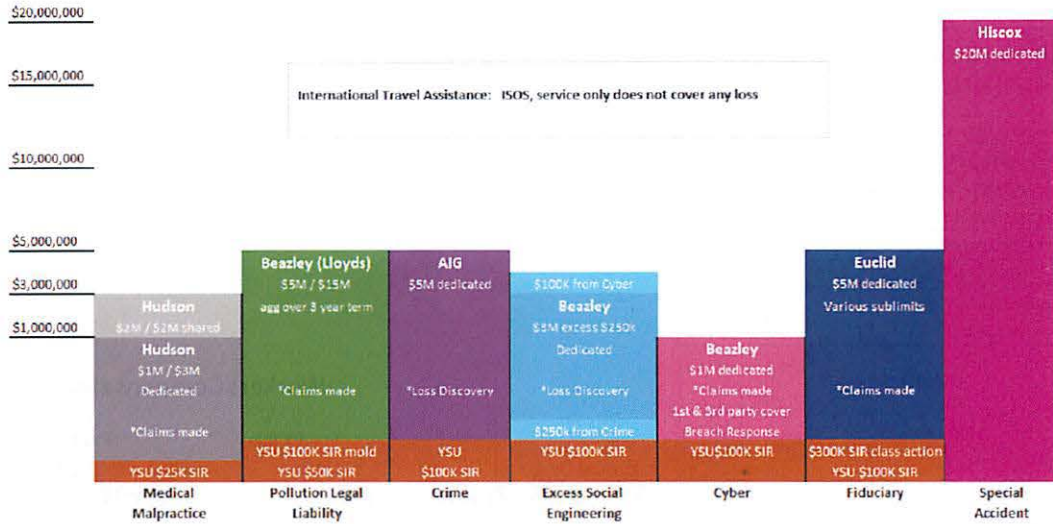 $20,000,000
$15,000,000
$10,000,000
$5,000,000
$3,000,000
$1,000,000
International Travel Assistance: ISOS, service only does not cover any loss
Hudson
$2M / $2M shared
Hudson
$1M / $3M
Dedicated
*Claims made
YSU $25K SIR
Medical
Malpractice
Beazley (Lloyds)
$5M / $15M
agg over 3 year term
*Claims made
YSU $100K SIR mold
YSU $50K SIR
Pollution Legal
Liability
AIG
$5M dedicated
*Loss Discovery
YSU
$100K SIR
Crime
$100K from Cyber
Beazley
$3M excess $250k
Dedicated
*Loss Discovery
$250k from Crime
YSU $100K SIR
Excess Social
Engineering
Beazley
$1M dedicated
*Claims made
1st & 3rd party cover
Breach Response
YSU$100K SIR
Cyber
Euclid
$5M dedicated
Various sublimits
*Claims made
$300K SIR class action
YSU $100K SIR
Fiduciary
Hiscox
$20M dedicated
Special
Accident